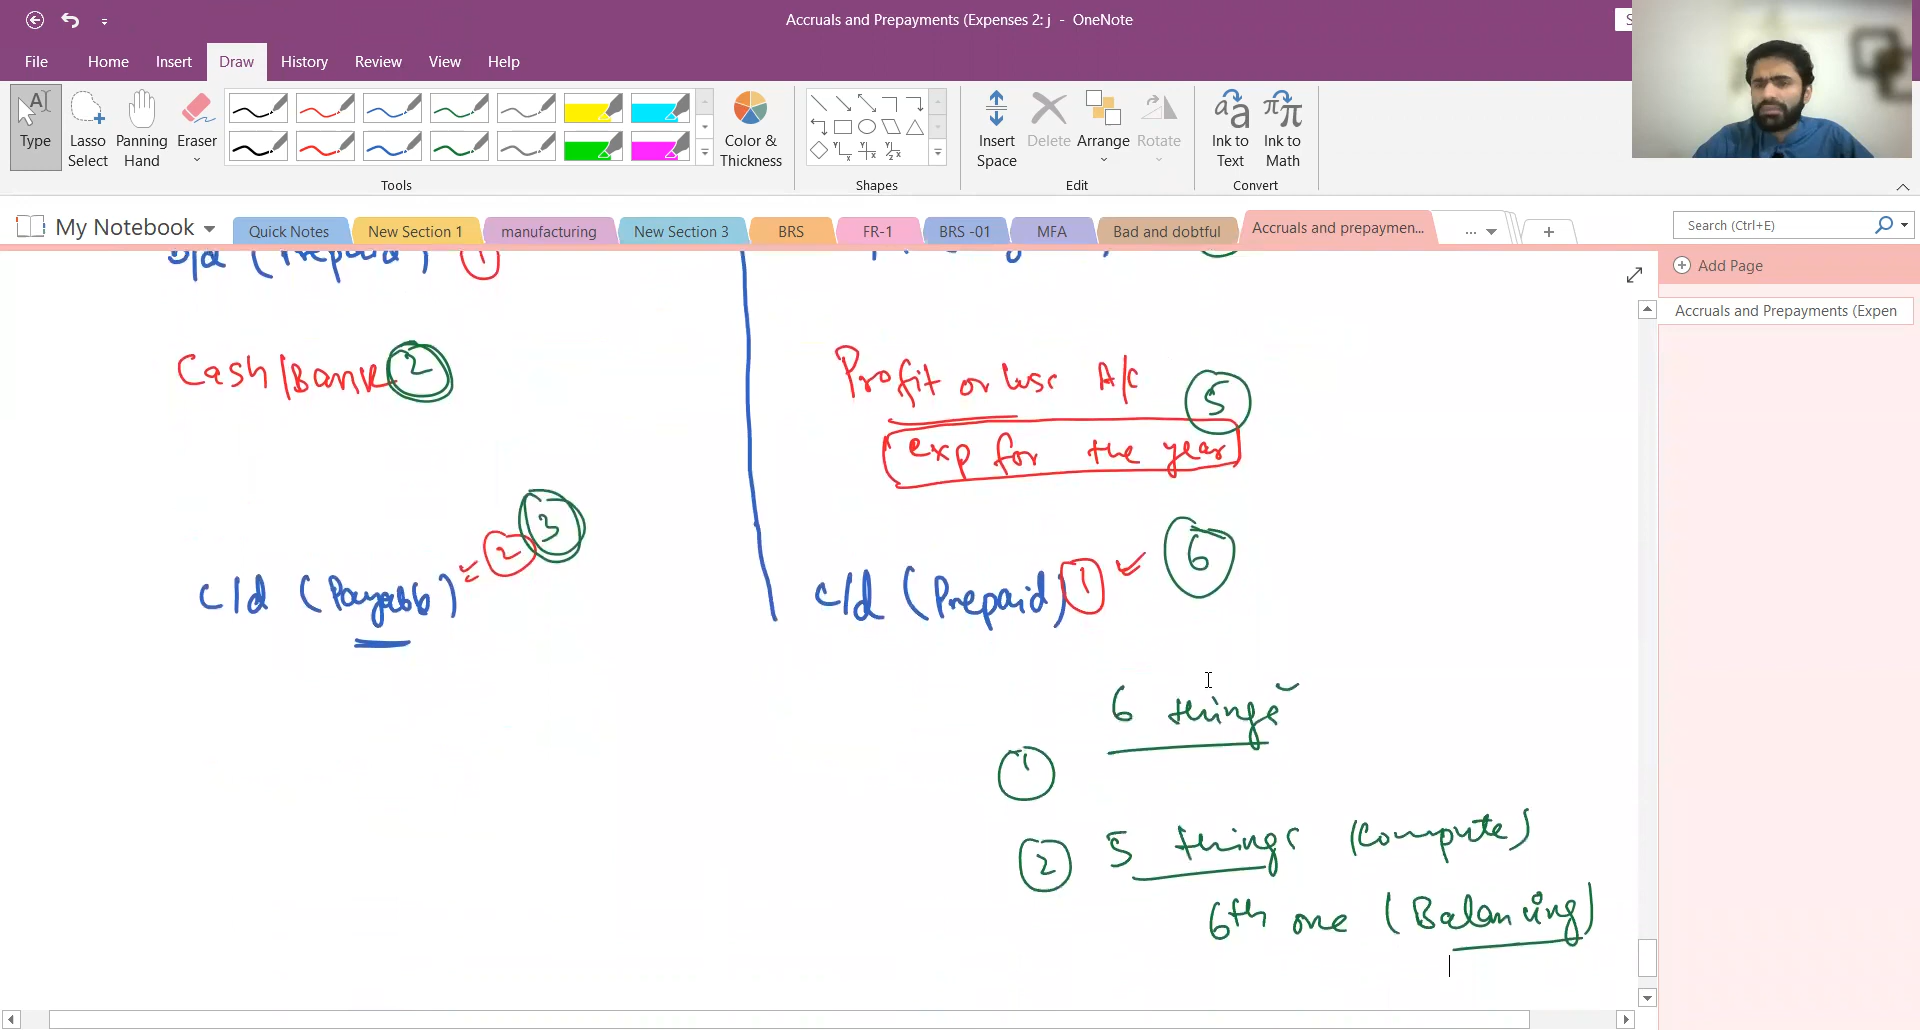 Accruals and Prepayments (Expenses 2: j - OneNote
File Home Insert Draw History Review View Help
Type
Lasso Select
Panning Hand
Eraser
Color & Thickness
Insert Space
Delete
Arrange
Rotate
Ink to Text
Ink to Math
Tools Shapes Edit Convert
My Notebook Quick Notes New Section 1 manufacturing New Section 3 BRS FR-1 BRS -01 MFA Bad and dobtful Accruals and prepaymen... ...
Search (Ctrl+E)
Add Page
Accruals and Prepayments (Expen
b/d (Prepaid) 1
Cash/Bank 2
Profit or loss A/C 5
exp for the year
c/d (Payable) 2 3
c/d (Prepaid) 1 6
6 things
1
2 5 things (Compute)
6th one (Balancing)